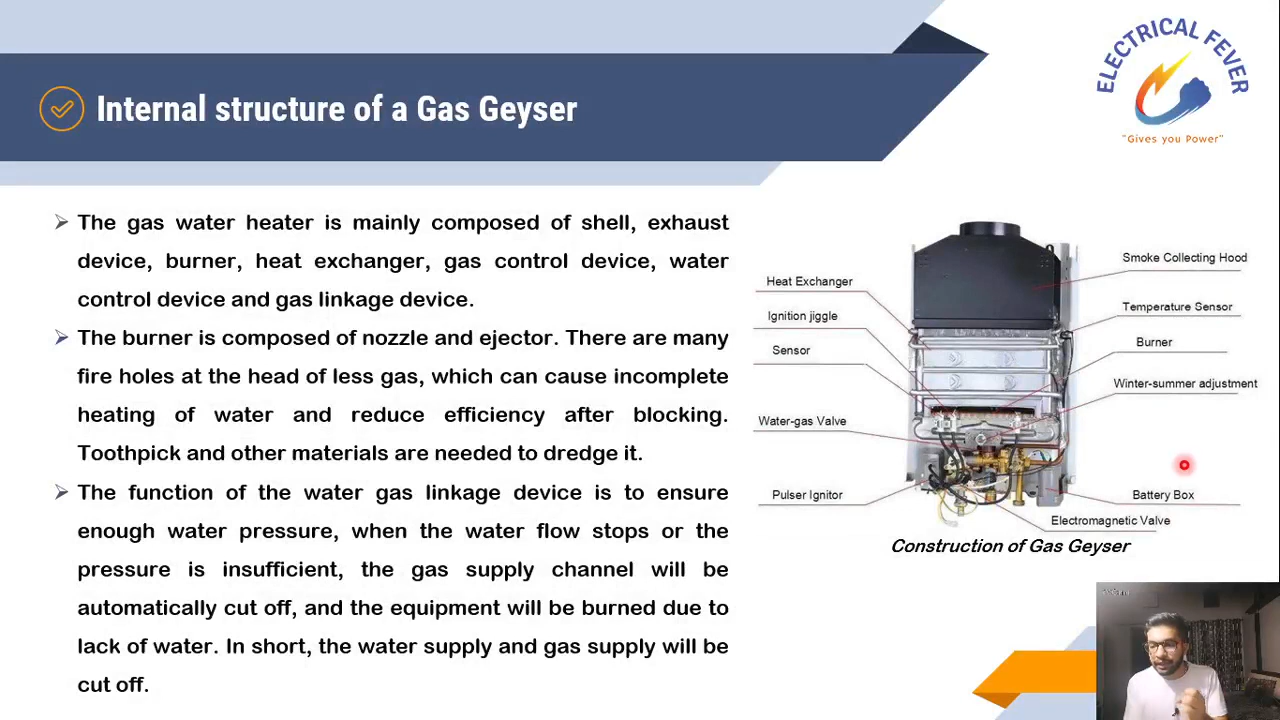 ELECTRICAL FEVER
"Gives you Power"
Internal structure of a Gas Geyser
The gas water heater is mainly composed of shell, exhaust
device, burner, heat exchanger, gas control device, water
control device and gas linkage device.
The burner is composed of nozzle and ejector. There are many
fire holes at the head of less gas, which can cause incomplete
heating of water and reduce efficiency after blocking.
Toothpick and other materials are needed to dredge it.
The function of the water gas linkage device is to ensure
enough water pressure, when the water flow stops or the
pressure is insufficient, the gas supply channel will be
automatically cut off, and the equipment will be burned due to
lack of water. In short, the water supply and gas supply will be
cut off.
Heat Exchanger
Ignition jiggle
Sensor
Water-gas Valve
Pulser Ignitor
Smoke Collecting Hood
Temperature Sensor
Burner
Winter-summer adjustment
Battery Box
Electromagnetic Valve
Construction of Gas Geyser